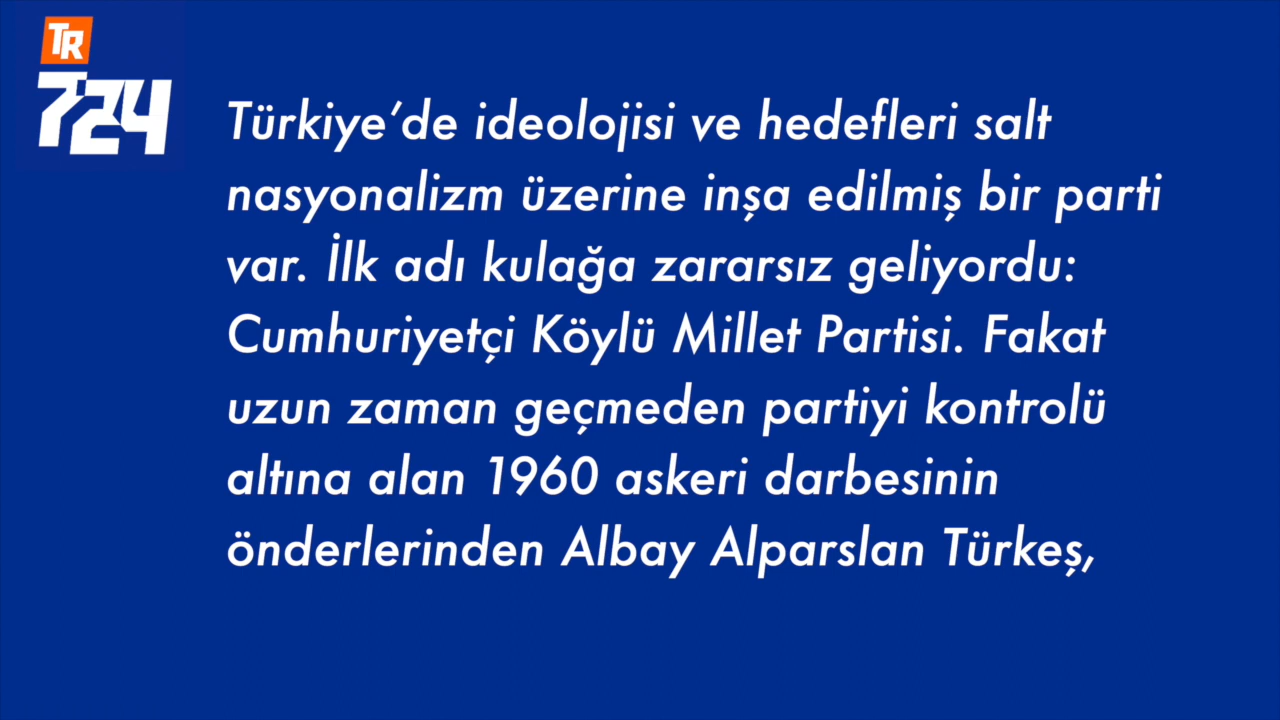 TR
724
Türkiye’de ideolojisi ve hedefleri salt
nasyonalizm üzerine inşa edilmiş bir parti
var. İlk adı kulağa zararsız geliyordu:
Cumhuriyetçi Köylü Millet Partisi. Fakat
uzun zaman geçmeden partiyi kontrolü
altına alan 1960 askeri darbesinin
önderlerinden Albay Alparslan Türkeş,